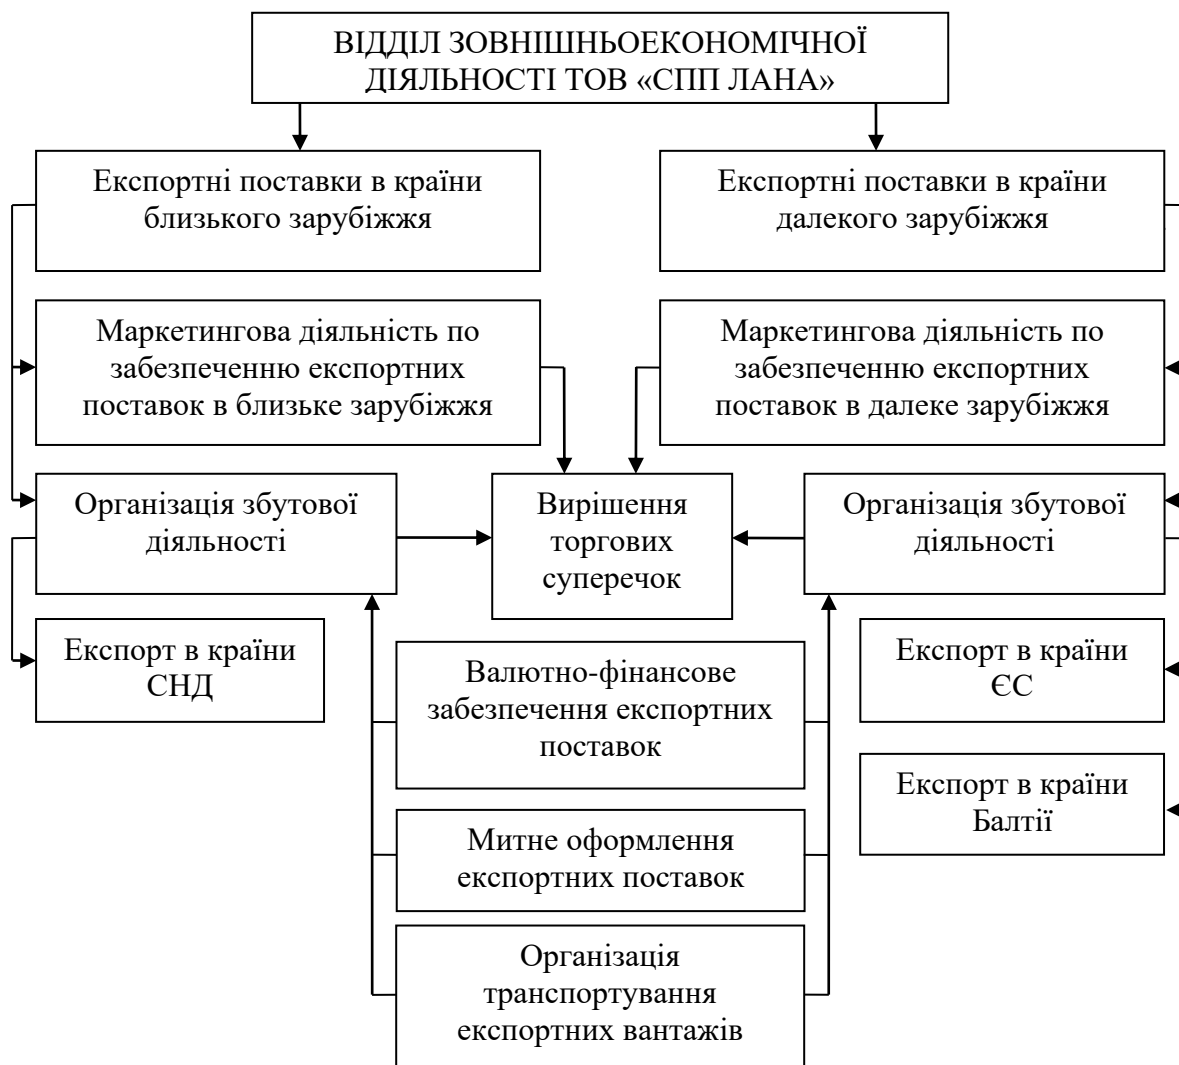 ВІДДІЛ ЗОВНІШНЬОЕКОНОМІЧНОЇ
ДІЯЛЬНОСТІ ТОВ «СПП ЛАНА»
Експортні поставки в країни
близького зарубіжжя
Експортні поставки в країни
далекого зарубіжжя
Маркетингова діяльність по
забезпеченню експортних
поставок в близьке зарубіжжя
Маркетингова діяльність по
забезпеченню експортних
поставок в далеке зарубіжжя
Організація збутової
діяльності
Вирішення
торгових
суперечок
Організація збутової
діяльності
Експорт в країни
СНД
Валютно-фінансове
забезпечення експортних
поставок
Експорт в країни
ЄС
Експорт в країни
Балтії
Митне оформлення
експортних поставок
Організація
транспортування
експортних вантажів